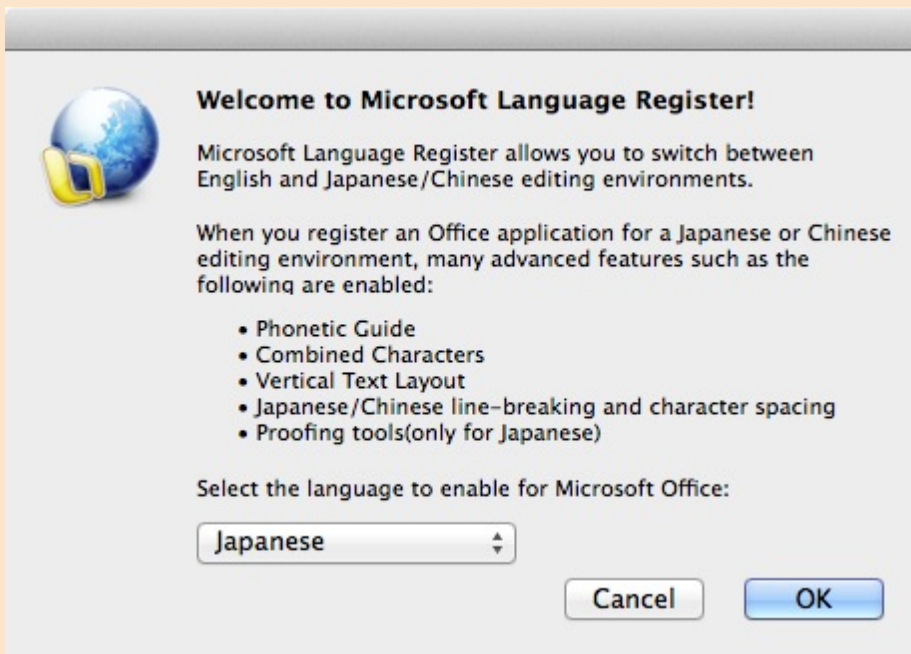 Welcome to Microsoft Language Register!
Microsoft Language Register allows you to switch between
English and Japanese/Chinese editing environments.
When you register an Office application for a Japanese or Chinese
editing environment, many advanced features such as the
following are enabled:
• Phonetic Guide
• Combined Characters
• Vertical Text Layout
• Japanese/Chinese line-breaking and character spacing
• Proofing tools(only for Japanese)
Select the language to enable for Microsoft Office:
Japanese
Cancel OK